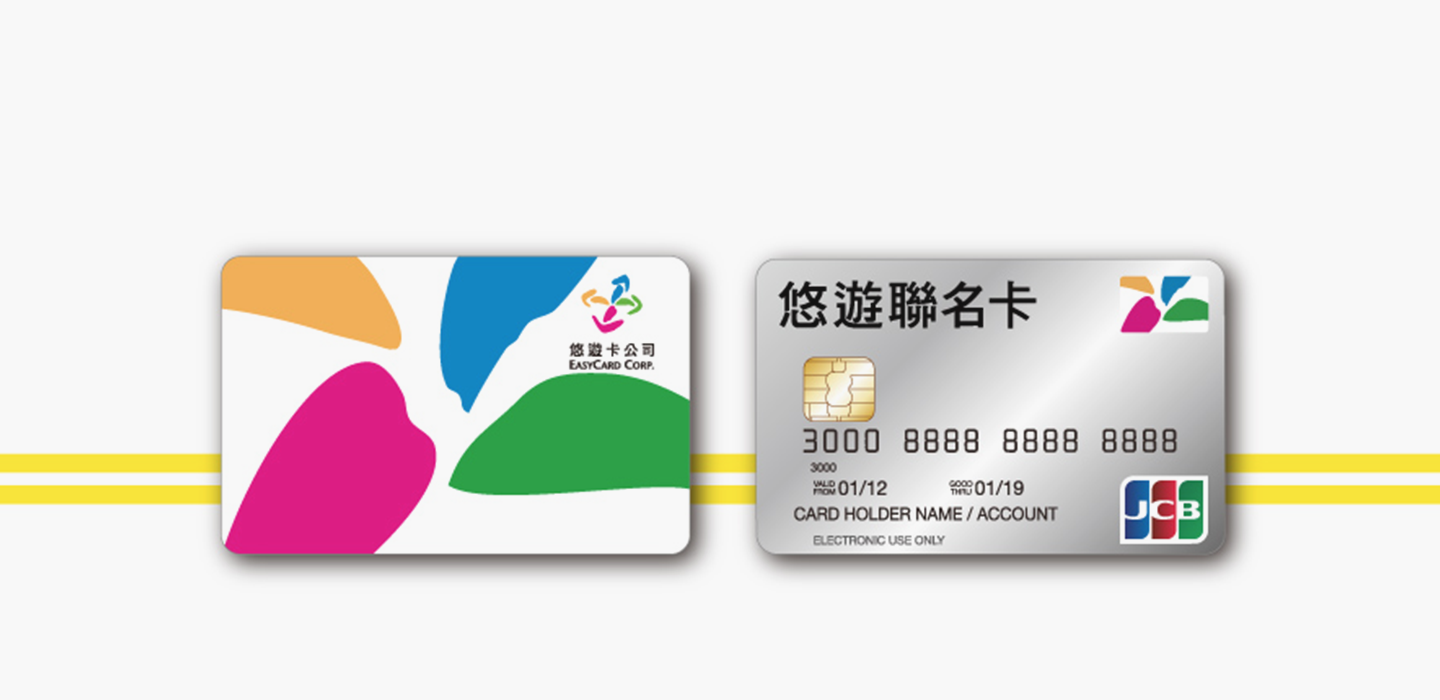 悠遊卡公司
EASYCARD CORP.
悠遊聯名卡
3000 8888 8888 8888
3000
VALID FROM 01/12 GOOD THRU 01/19
CARD HOLDER NAME / ACCOUNT
ELECTRONIC USE ONLY
JCB